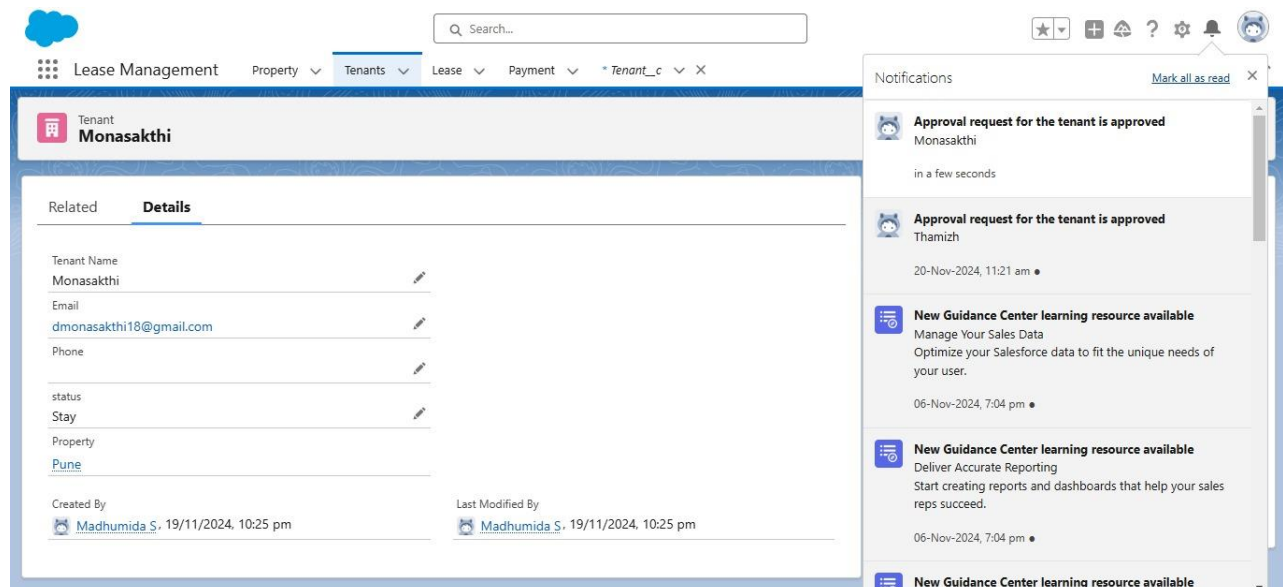 Search...
Lease Management
Property
Tenants
Lease
Payment
* Tenant__c
Tenant
Monasakthi
Related
Details
Tenant Name
Monasakthi
Email
dmonasakthi18@gmail.com
Phone
status
Stay
Property
Pune
Created By
Madhumida S, 19/11/2024, 10:25 pm
Last Modified By
Madhumida S, 19/11/2024, 10:25 pm
Notifications
Mark all as read
Approval request for the tenant is approved
Monasakthi
in a few seconds
Approval request for the tenant is approved
Thamizh
20-Nov-2024, 11:21 am
New Guidance Center learning resource available
Manage Your Sales Data
Optimize your Salesforce data to fit the unique needs of
your user.
06-Nov-2024, 7:04 pm
New Guidance Center learning resource available
Deliver Accurate Reporting
Start creating reports and dashboards that help your sales
reps succeed.
06-Nov-2024, 7:04 pm
New Guidance Center learning resource available